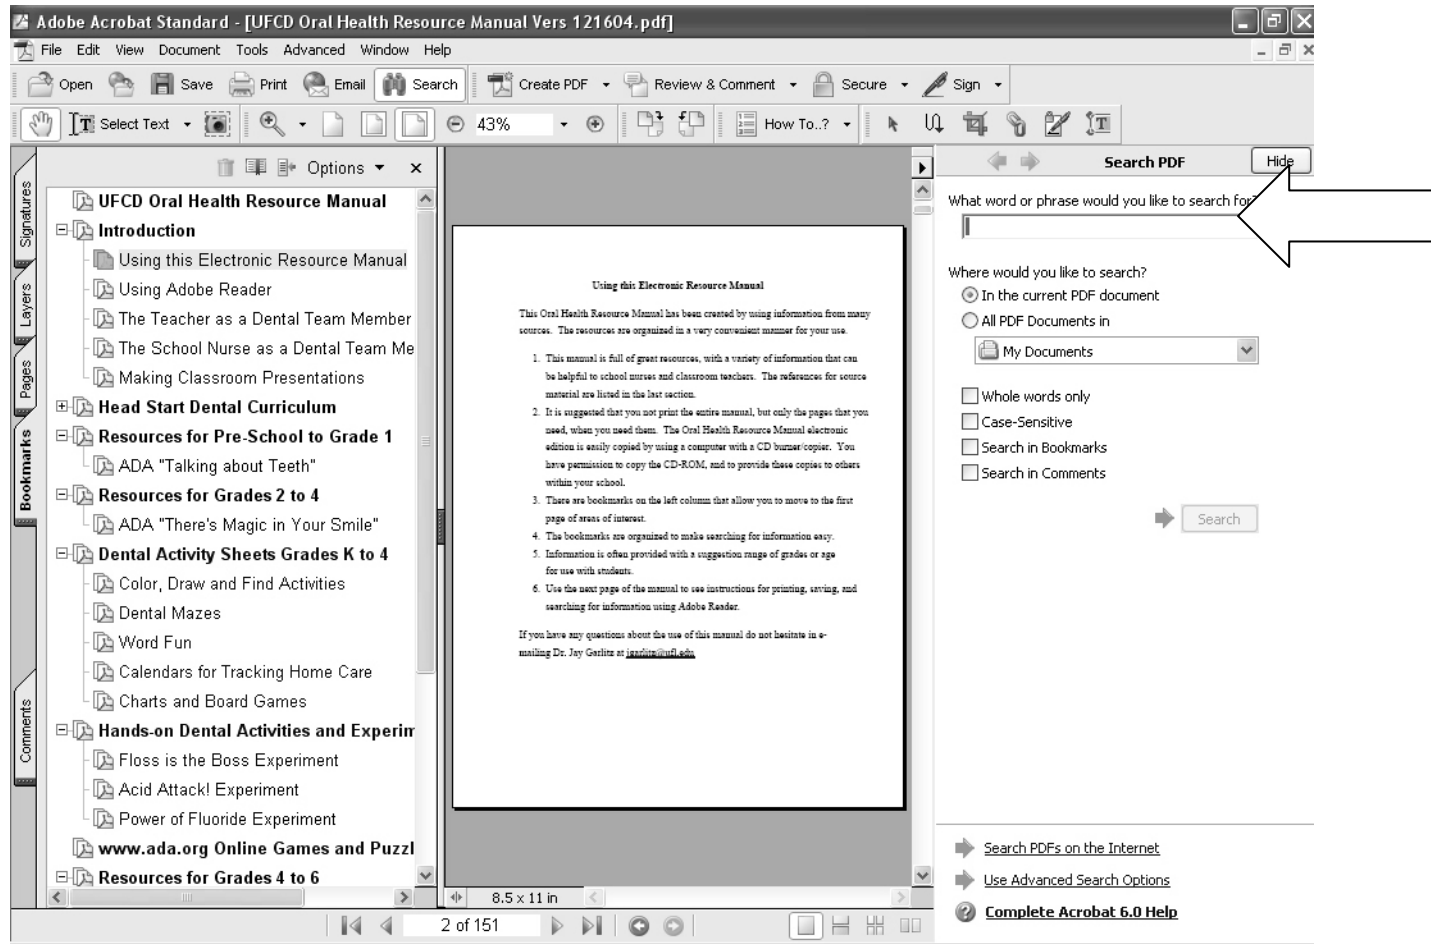 Adobe Acrobat Standard - [UFCD Oral Health Resource Manual Vers 121604.pdf]
File Edit View Document Tools Advanced Window Help
Open Save Print Email Search Create PDF Review & Comment Secure Sign
Select Text 43% How To..?
Options
Signatures
Layers
Pages
Bookmarks
Comments
UFCD Oral Health Resource Manual
Introduction
Using this Electronic Resource Manual
Using Adobe Reader
The Teacher as a Dental Team Member
The School Nurse as a Dental Team Me
Making Classroom Presentations
Head Start Dental Curriculum
Resources for Pre-School to Grade 1
ADA "Talking about Teeth"
Resources for Grades 2 to 4
ADA "There's Magic in Your Smile"
Dental Activity Sheets Grades K to 4
Color, Draw and Find Activities
Dental Mazes
Word Fun
Calendars for Tracking Home Care
Charts and Board Games
Hands-on Dental Activities and Experim
Floss is the Boss Experiment
Acid Attack! Experiment
Power of Fluoride Experiment
www.ada.org Online Games and Puzzl
Resources for Grades 4 to 6
Using this Electronic Resource Manual
This Oral Health Resource Manual has been created by using information from many
sources. The resources are organized in a very convenient manner for your use.
1. This manual is full of great resources, with a variety of information that can
be helpful to school nurses and classroom teachers. The references for source
material are listed in the last section.
2. It is suggested that you not print the entire manual, but only the pages that you
need, when you need them. The Oral Health Resource Manual electronic
edition is easily copied by using a computer with a CD burner/copier. You
have permission to copy the CD-ROM, and to provide these copies to others
within your school.
3. There are bookmarks on the left column that allow you to move to the first
page of areas of interest.
4. The bookmarks are organized to make searching for information easy.
5. Information is often provided with a suggestion range of grades or age
for use with students.
6. Use the next page of the manual to see instructions for printing, saving, and
searching for information using Adobe Reader.
If you have any questions about the use of this manual do not hesitate in e-
mailing Dr. Jay Garlitz at jgarlitz@ufl.edu
8.5 x 11 in
2 of 151
Search PDF Hide
What word or phrase would you like to search for?
Where would you like to search?
In the current PDF document
All PDF Documents in
My Documents
Whole words only
Case-Sensitive
Search in Bookmarks
Search in Comments
Search
Search PDFs on the Internet
Use Advanced Search Options
Complete Acrobat 6.0 Help